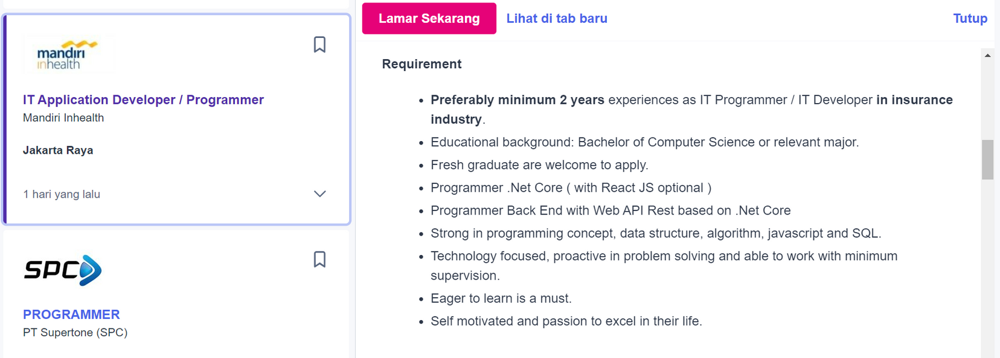 mandiri
inhealth
IT Application Developer / Programmer
Mandiri Inhealth
Jakarta Raya
1 hari yang lalu
SPC
PROGRAMMER
PT Supertone (SPC)
Lamar Sekarang
Lihat di tab baru
Tutup
Requirement
• Preferably minimum 2 years experiences as IT Programmer / IT Developer in insurance
industry.
• Educational background: Bachelor of Computer Science or relevant major.
• Fresh graduate are welcome to apply.
• Programmer .Net Core ( with React JS optional )
• Programmer Back End with Web API Rest based on .Net Core
• Strong in programming concept, data structure, algorithm, javascript and SQL.
• Technology focused, proactive in problem solving and able to work with minimum
supervision.
• Eager to learn is a must.
• Self motivated and passion to excel in their life.